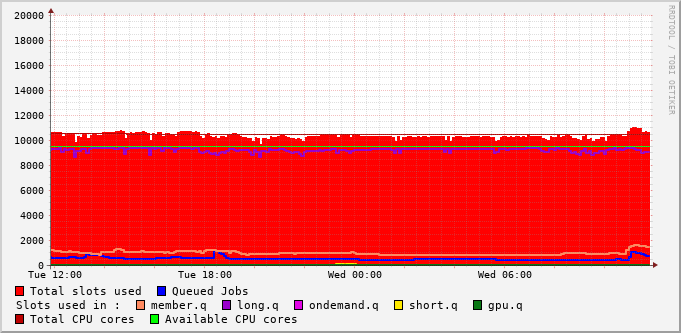 RRDTOOL / TOBI OETIKER
20000
18000
16000
14000
12000
10000
8000
6000
4000
2000
0
Tue 12:00 Tue 18:00 Wed 00:00 Wed 06:00
Total slots used Queued Jobs
Slots used in : member.q long.q ondemand.q short.q gpu.q
Total CPU cores Available CPU cores